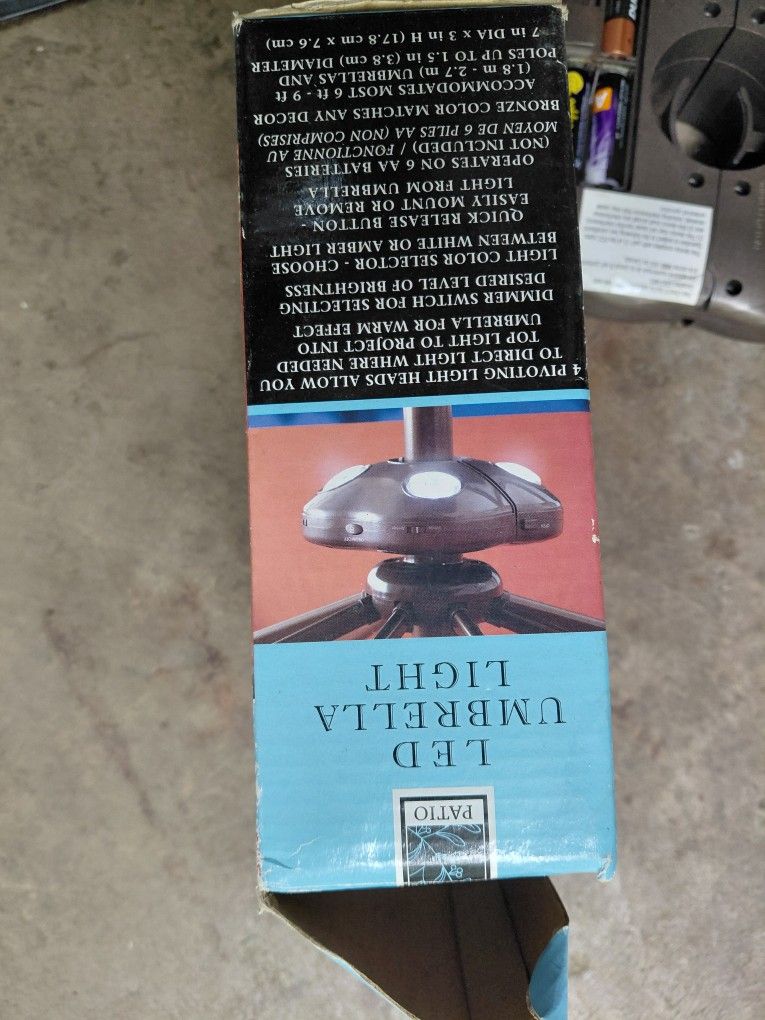 PATIO
LED
UMBRELLA
LIGHT
4 PIVOTING LIGHT HEADS ALLOW YOU
TO DIRECT LIGHT WHERE NEEDED
TOP LIGHT TO PROJECT INTO
UMBRELLA FOR WARM EFFECT
DIMMER SWITCH FOR SELECTING
DESIRED LEVEL OF BRIGHTNESS
LIGHT COLOR SELECTOR - CHOOSE
BETWEEN WHITE OR AMBER LIGHT
QUICK RELEASE BUTTON -
EASILY MOUNT OR REMOVE
LIGHT FROM UMBRELLA
OPERATES ON 6 AA BATTERIES
(NOT INCLUDED) / FONCTIONNE AU
MOYEN DE 6 PILES AA (NON COMPRISES)
BRONZE COLOR MATCHES ANY DECOR
ACCOMMODATES MOST 6 ft - 9 ft
(1.8 m - 2.7 m) UMBRELLAS AND
POLES UP TO 1.5 in (3.8 cm) DIAMETER
7 in DIA x 3 in H (17.8 cm x 7.6 cm)